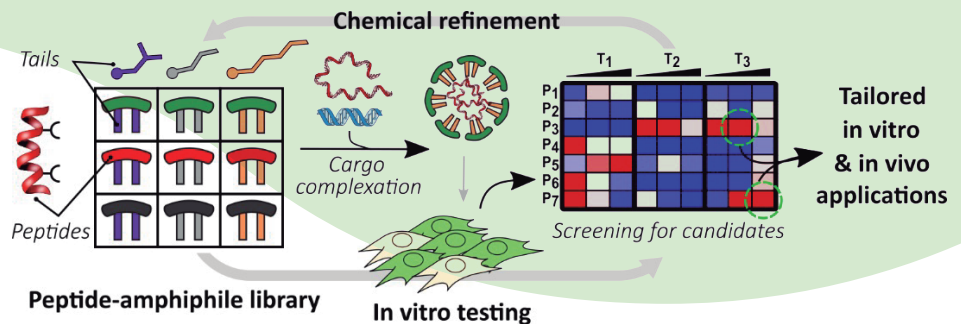 Chemical refinement
Tails
T1 T2 T3
P1
P2
P3
P4
P5
P6
P7
Cargo
complexation
Tailored
in vitro
& in vivo
applications
Peptides
Screening for candidates
Peptide-amphiphile library
In vitro testing